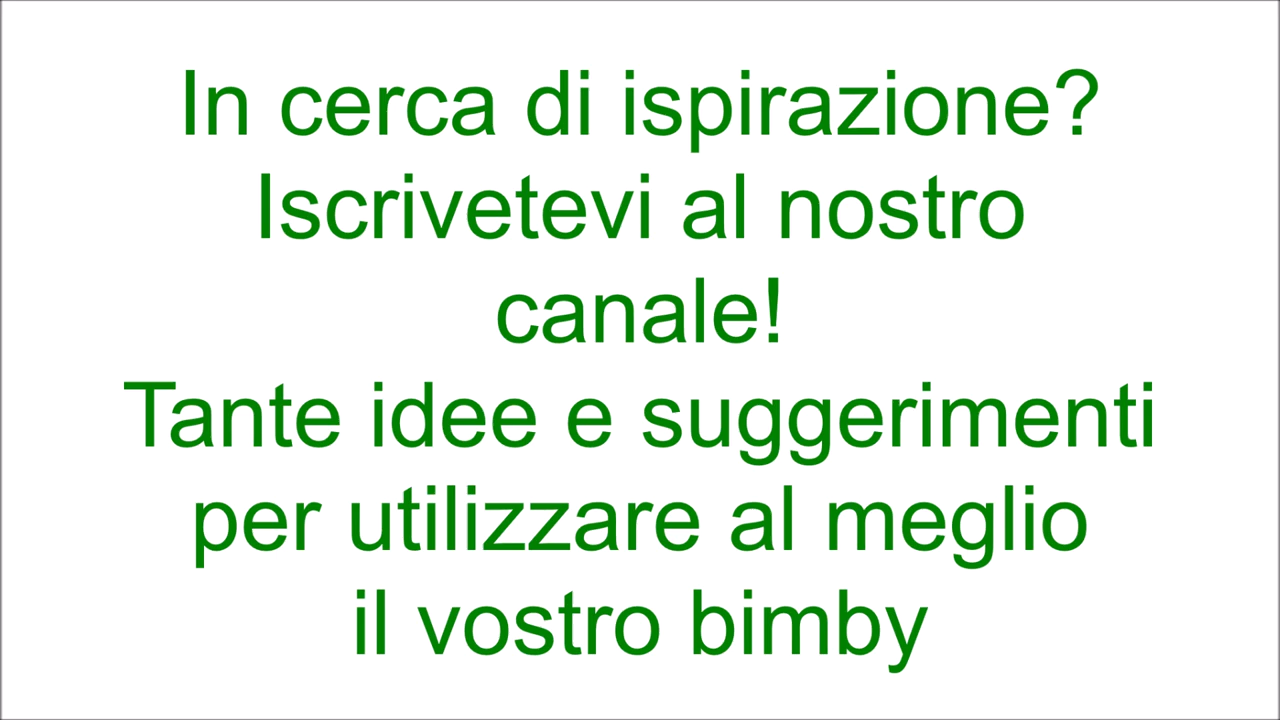 In cerca di ispirazione?
Iscrivetevi al nostro
canale!
Tante idee e suggerimenti
per utilizzare al meglio
il vostro bimby